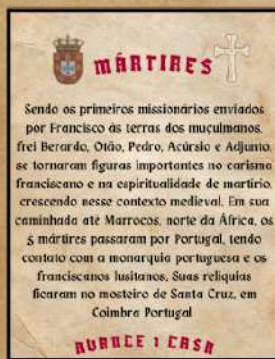 MÁRTIRES
Sendo os primeiros missionários enviados
por Francisco às terras dos muçulmanos,
frei Berardo, Otão, Pedro, Acúrsio e Adjunto,
se tornaram figuras importantes no carisma
franciscano e na espiritualidade de martírio,
crescendo nesse contexto medieval. Em sua
caminhada até Marrocos, norte da África, os
5 mártires passaram por Portugal, tendo
contato com a monarquia portuguesa e os
franciscanos lusitanos. Suas relíquias
ficaram no mosteiro de Santa Cruz, em
Coimbra Portugal
AVANCE 1 CASA